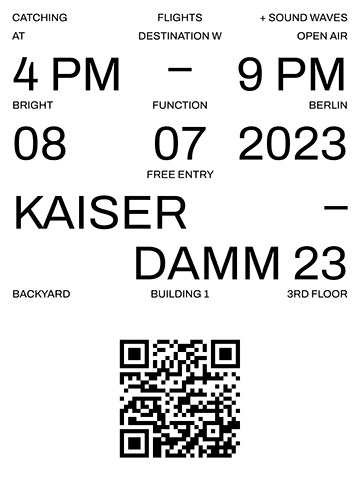 CATCHING FLIGHTS + SOUND WAVES
AT DESTINATION W OPEN AIR
4 PM – 9 PM
BRIGHT FUNCTION BERLIN
08 07 2023
FREE ENTRY
KAISER –
DAMM 23
BACKYARD BUILDING 1 3RD FLOOR